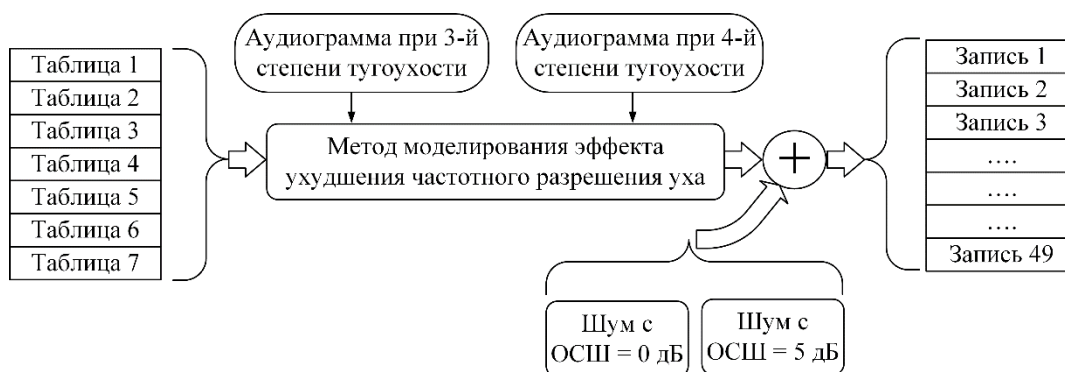 Таблица 1
Таблица 2
Таблица 3
Таблица 4
Таблица 5
Таблица 6
Таблица 7
Аудиограмма при 3-й
степени тугоухости
Аудиограмма при 4-й
степени тугоухости
Метод моделирования эффекта
ухудшения частотного разрешения уха
+
Шум с
ОСШ = 0 дБ
Шум с
ОСШ = 5 дБ
Запись 1
Запись 2
Запись 3
….
….
….
Запись 49